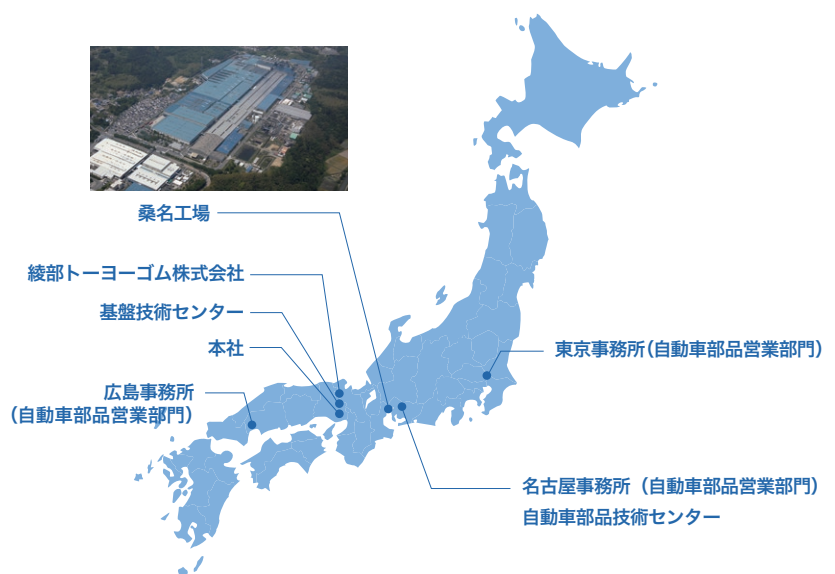 桑名工場
綾部トーヨーゴム株式会社
基盤技術センター
本社
広島事務所
（自動車部品営業部門）
東京事務所（自動車部品営業部門）
名古屋事務所（自動車部品営業部門）
自動車部品技術センター